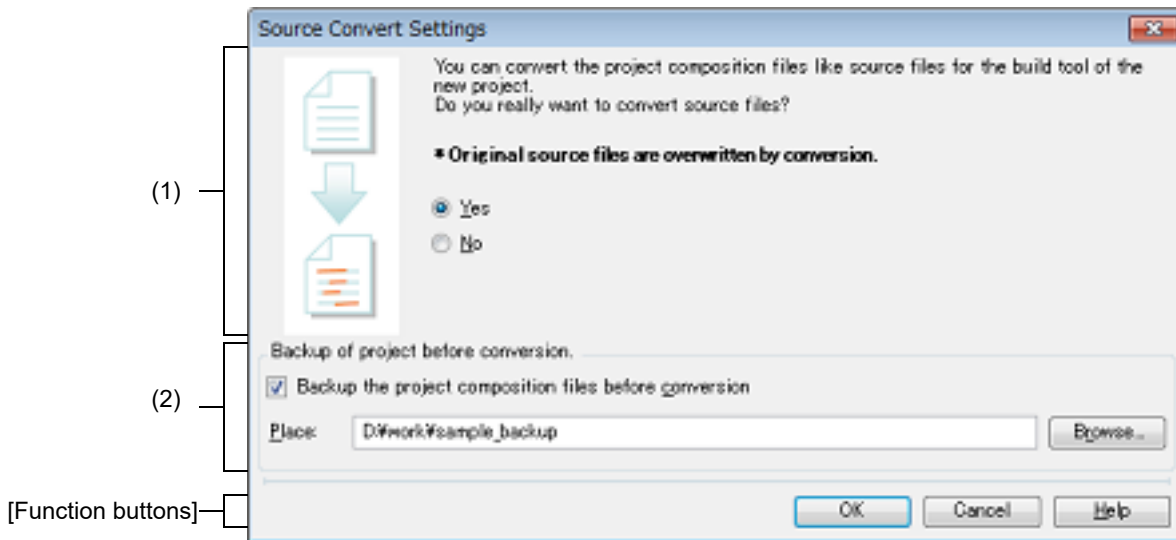 Source Convert Settings
You can convert the project composition files like source files for the build tool of the
new project.
Do you really want to convert source files?
* Original source files are overwritten by conversion.
(1)
Yes
No
Backup of project before conversion.
Backup the project composition files before conversion
(2)
Place:
D:¥work¥sample_backup
Browse...
[Function buttons]
OK
Cancel
Help